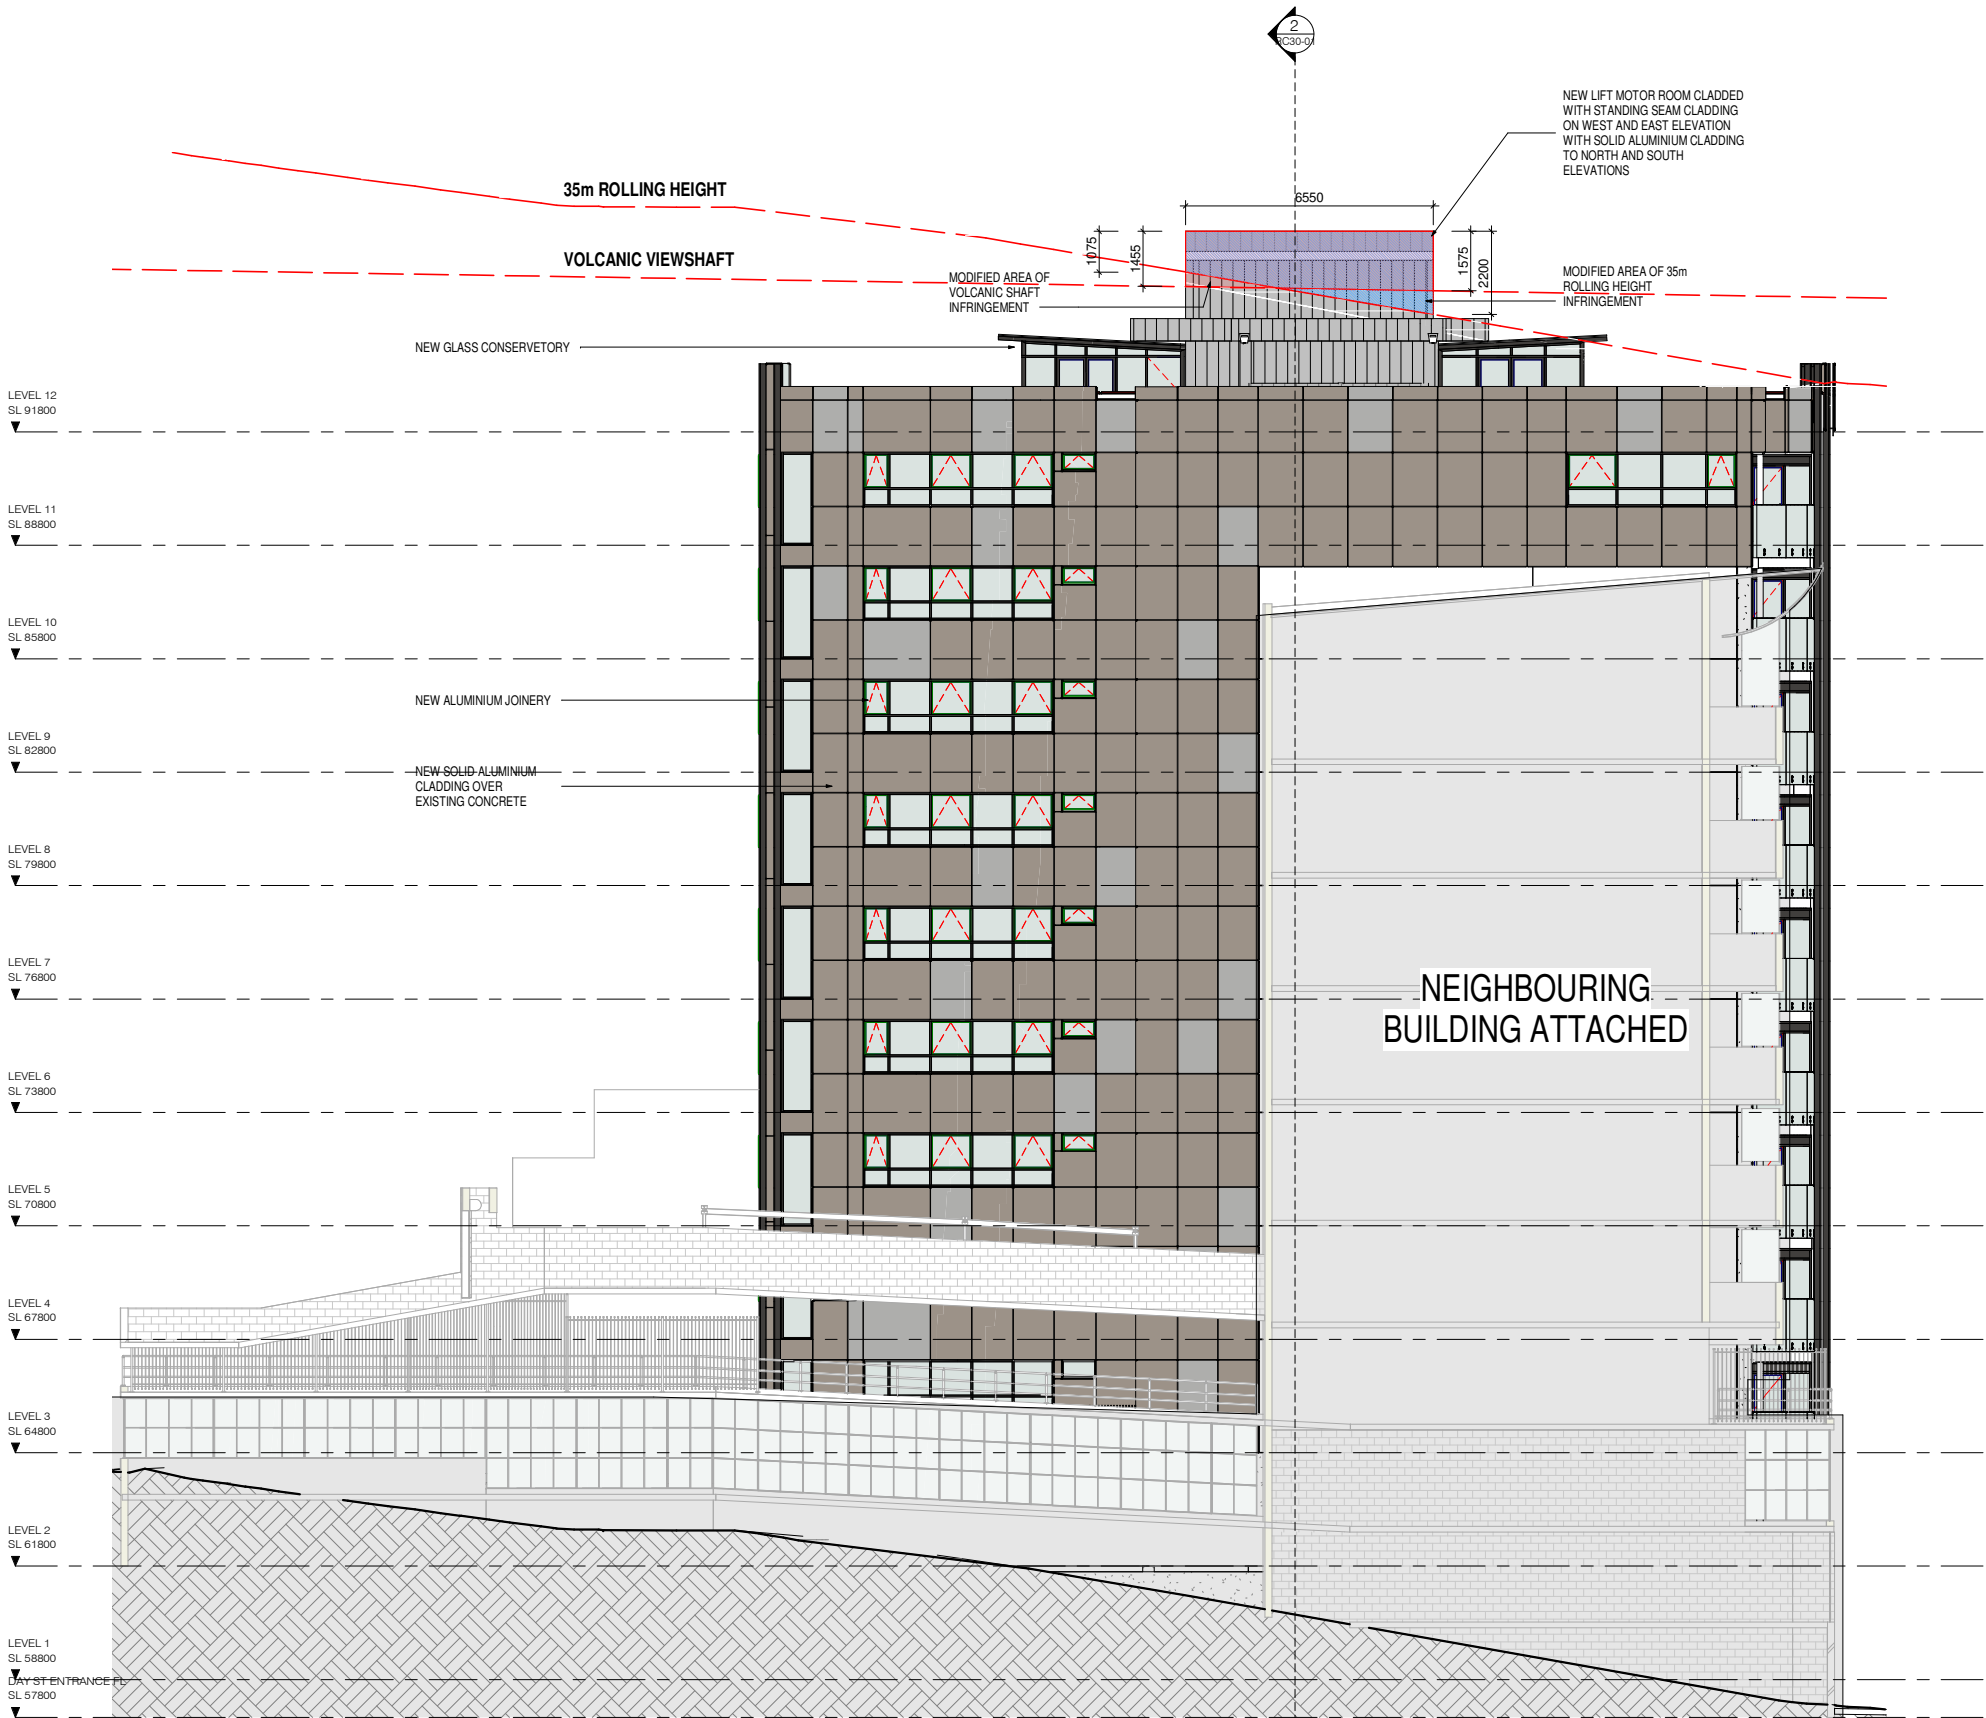 2
RC30-01
NEW LIFT MOTOR ROOM CLADDED
WITH STANDING SEAM CLADDING
ON WEST AND EAST ELEVATION
WITH SOLID ALUMINIUM CLADDING
TO NORTH AND SOUTH
ELEVATIONS
35m ROLLING HEIGHT
6550
VOLCANIC VIEWSHAFT
1075
1455
1575
2200
MODIFIED AREA OF
VOLCANIC SHAFT
INFRINGEMENT
MODIFIED AREA OF 35m
ROLLING HEIGHT
INFRINGEMENT
NEW GLASS CONSERVETORY
LEVEL 12
SL 91800
LEVEL 11
SL 88800
LEVEL 10
SL 85800
NEW ALUMINIUM JOINERY
LEVEL 9
SL 82800
NEW SOLID ALUMINIUM
CLADDING OVER
EXISTING CONCRETE
LEVEL 8
SL 79800
LEVEL 7
SL 76800
NEIGHBOURING
BUILDING ATTACHED
LEVEL 6
SL 73800
LEVEL 5
SL 70800
LEVEL 4
SL 67800
LEVEL 3
SL 64800
LEVEL 2
SL 61800
LEVEL 1
SL 58800
DAY ST ENTRANCE FL
SL 57800